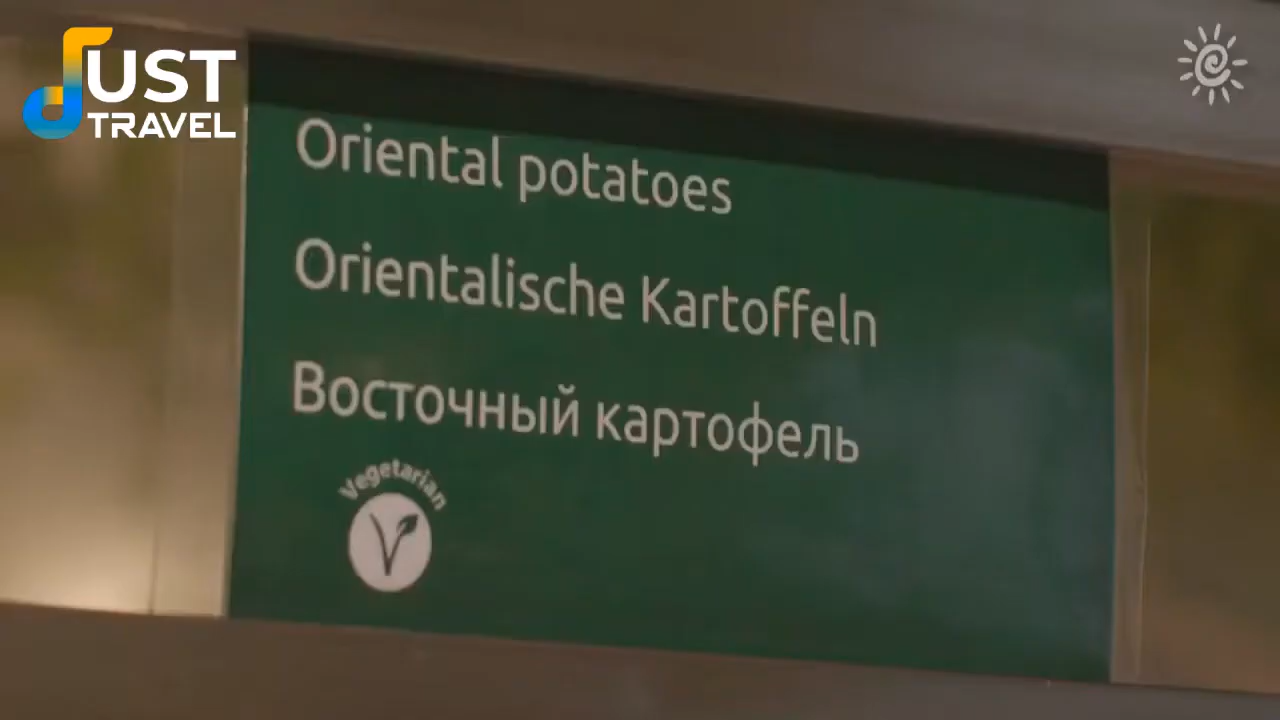 JUST
TRAVEL
Oriental potatoes
Orientalische Kartoffeln
Восточный картофель
Vegetarian